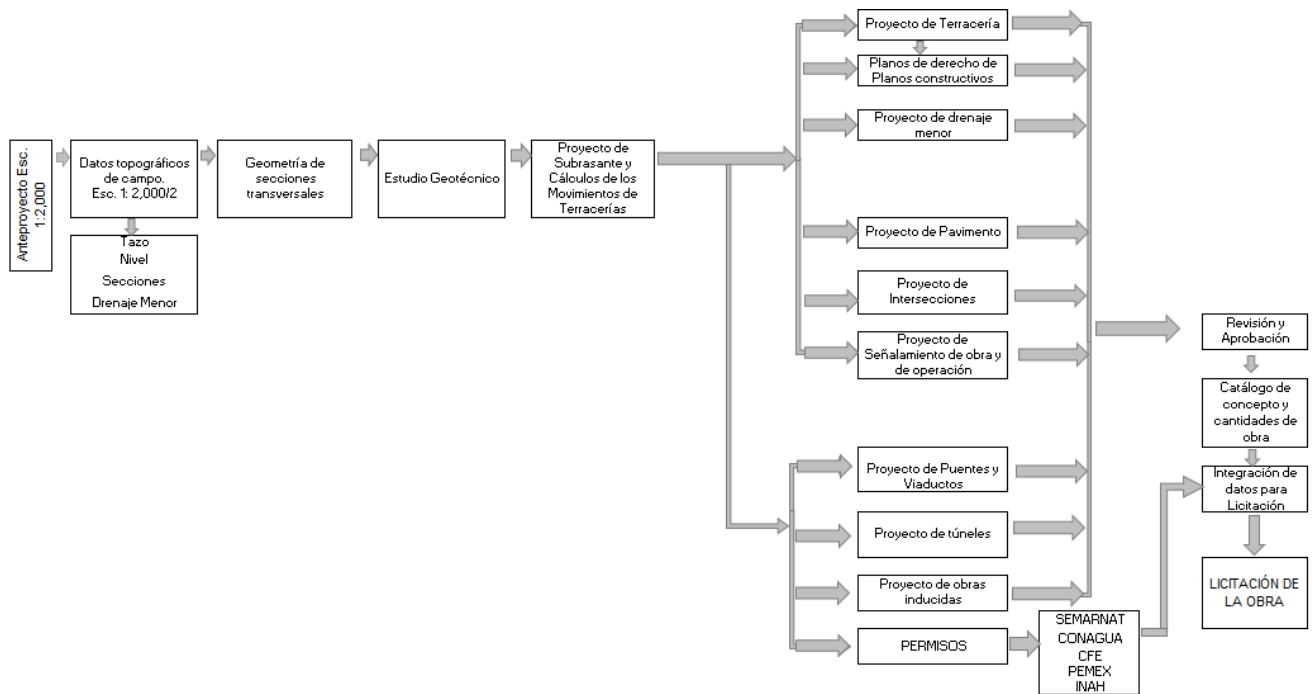 Anteproyecto Esc.
1:2,000
Datos topográficos
de campo.
Esc. 1: 2,000/2
Tazo
Nivel
Secciones
Drenaje Menor
Geometría de
secciones
transversales
Estudio Geotécnico
Proyecto de
Subrasante y
Cálculos de los
Movimientos de
Terracerías
Proyecto de Terracería
Planos de derecho de
Planos constructivos
Proyecto de drenaje
menor
Proyecto de Pavimento
Proyecto de
Intersecciones
Proyecto de
Señalamiento de obra y
de operación
Proyecto de Puentes y
Viaductos
Proyecto de túneles
Proyecto de obras
inducidas
PERMISOS
SEMARNAT
CONAGUA
CFE
PEMEX
INAH
Revisión y
Aprobación
Catálogo de
concepto y
cantidades de
obra
Integración de
datos para
Licitación
LICITACIÓN DE
LA OBRA